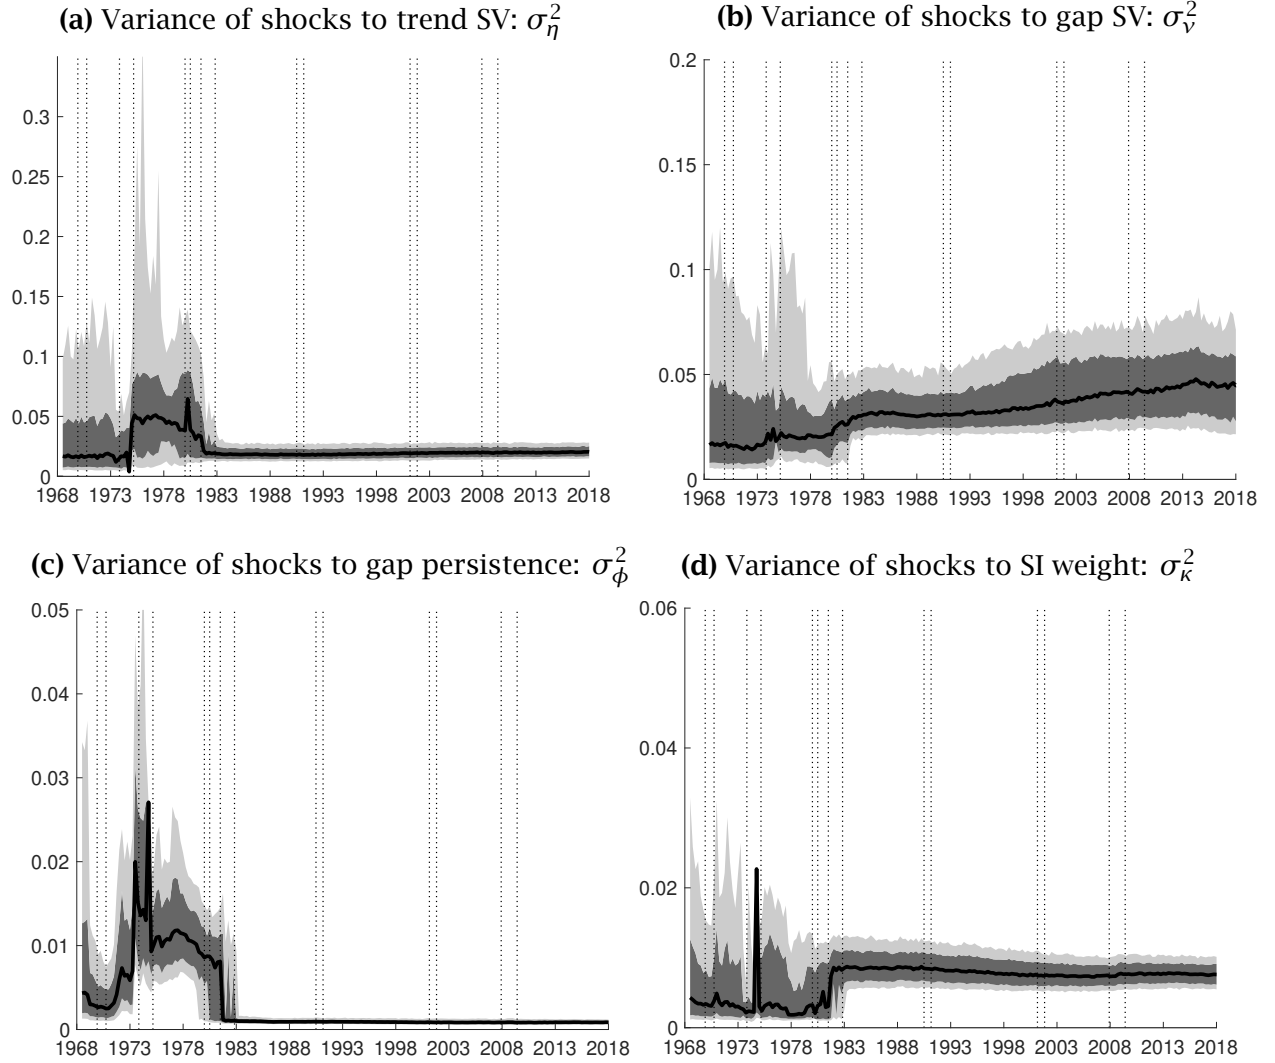 (a) Variance of shocks to trend SV: σ²_η
(b) Variance of shocks to gap SV: σ²_ν
0.3
0.25
0.2
0.15
0.1
0.05
0
1968 1973 1978 1983 1988 1993 1998 2003 2008 2013 2018
0.2
0.15
0.1
0.05
0
1968 1973 1978 1983 1988 1993 1998 2003 2008 2013 2018
(c) Variance of shocks to gap persistence: σ²_ϕ
(d) Variance of shocks to SI weight: σ²_κ
0.05
0.04
0.03
0.02
0.01
0
1968 1973 1978 1983 1988 1993 1998 2003 2008 2013 2018
0.06
0.04
0.02
0
1968 1973 1978 1983 1988 1993 1998 2003 2008 2013 2018